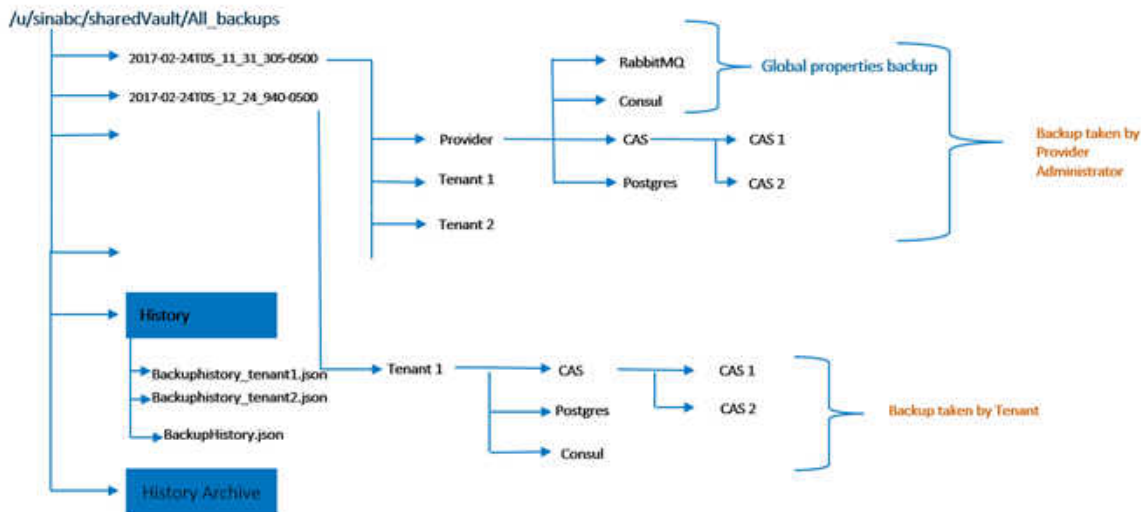 /u/sinabc/sharedVault/All_backups
2017-02-24T05_11_31_305-0500
2017-02-24T05_12_24_940-0500
RabbitMQ
Consul
Global properties backup
Provider
CAS
CAS 1
CAS 2
Postgres
Tenant 1
Tenant 2
Backup taken by
Provider
Administrator
History
Backuphistory_tenant1.json
Backuphistory_tenant2.json
BackupHistory.json
Tenant 1
CAS
CAS 1
CAS 2
Postgres
Consul
Backup taken by Tenant
History Archive